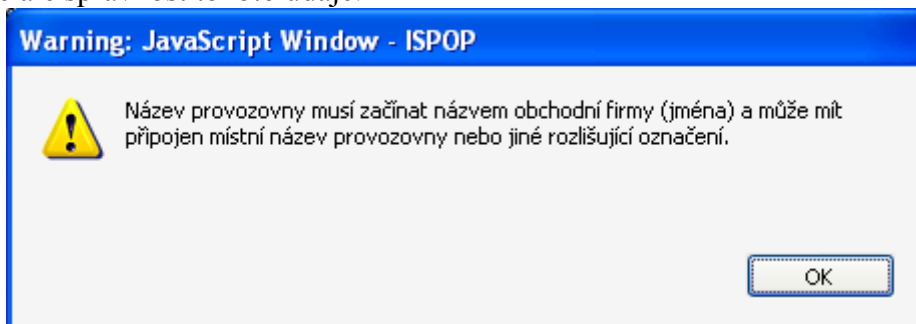 Warning: JavaScript Window - ISPOP
Název provozovny musí začínat názvem obchodní firmy (jména) a může mít
připojen místní název provozovny nebo jiné rozlišující označení.
OK